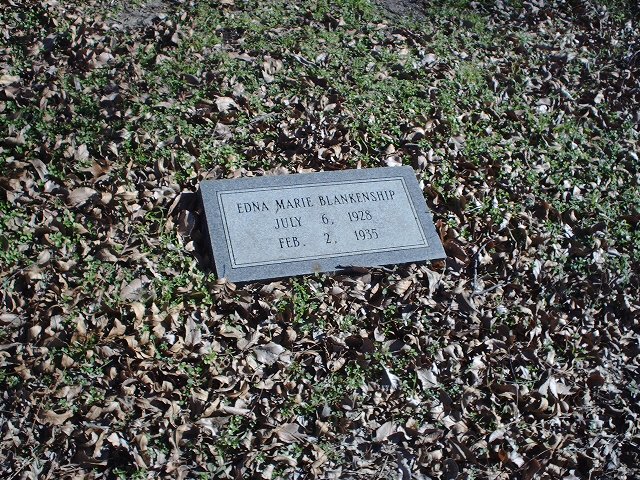 EDNA MARIE BLANKENSHIP
JULY 6, 1928
FEB. 2, 1935